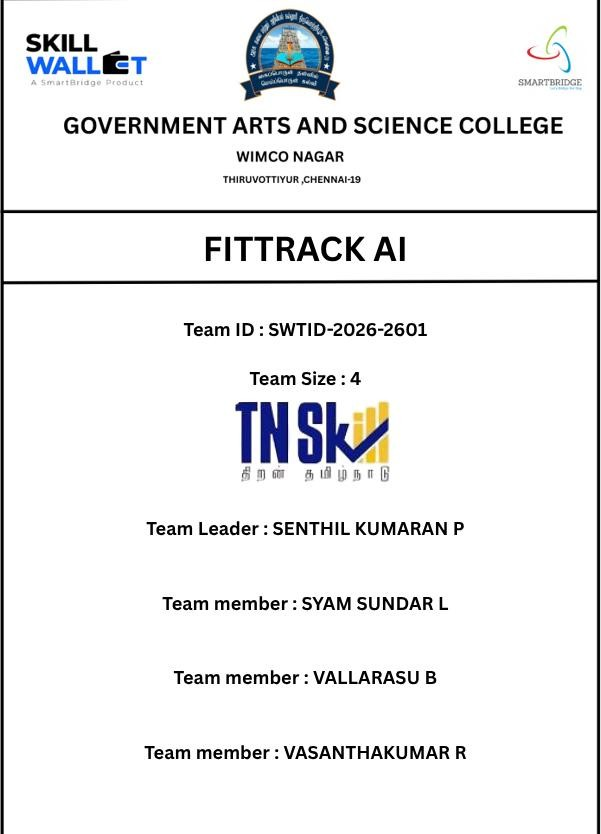 SKILL
WALLET
A SmartBridge Product
கைப்பொருள் தன்னில்
மெய்ப்பொருள் கல்வி
SMARTBRIDGE
GOVERNMENT ARTS AND SCIENCE COLLEGE
WIMCO NAGAR
THIRUVOTTIYUR ,CHENNAI-19
FITTRACK AI
Team ID : SWTID-2026-2601
Team Size : 4
TN Skill
திறன் தமிழ்நாடு
Team Leader : SENTHIL KUMARAN P
Team member : SYAM SUNDAR L
Team member : VALLARASU B
Team member : VASANTHAKUMAR R